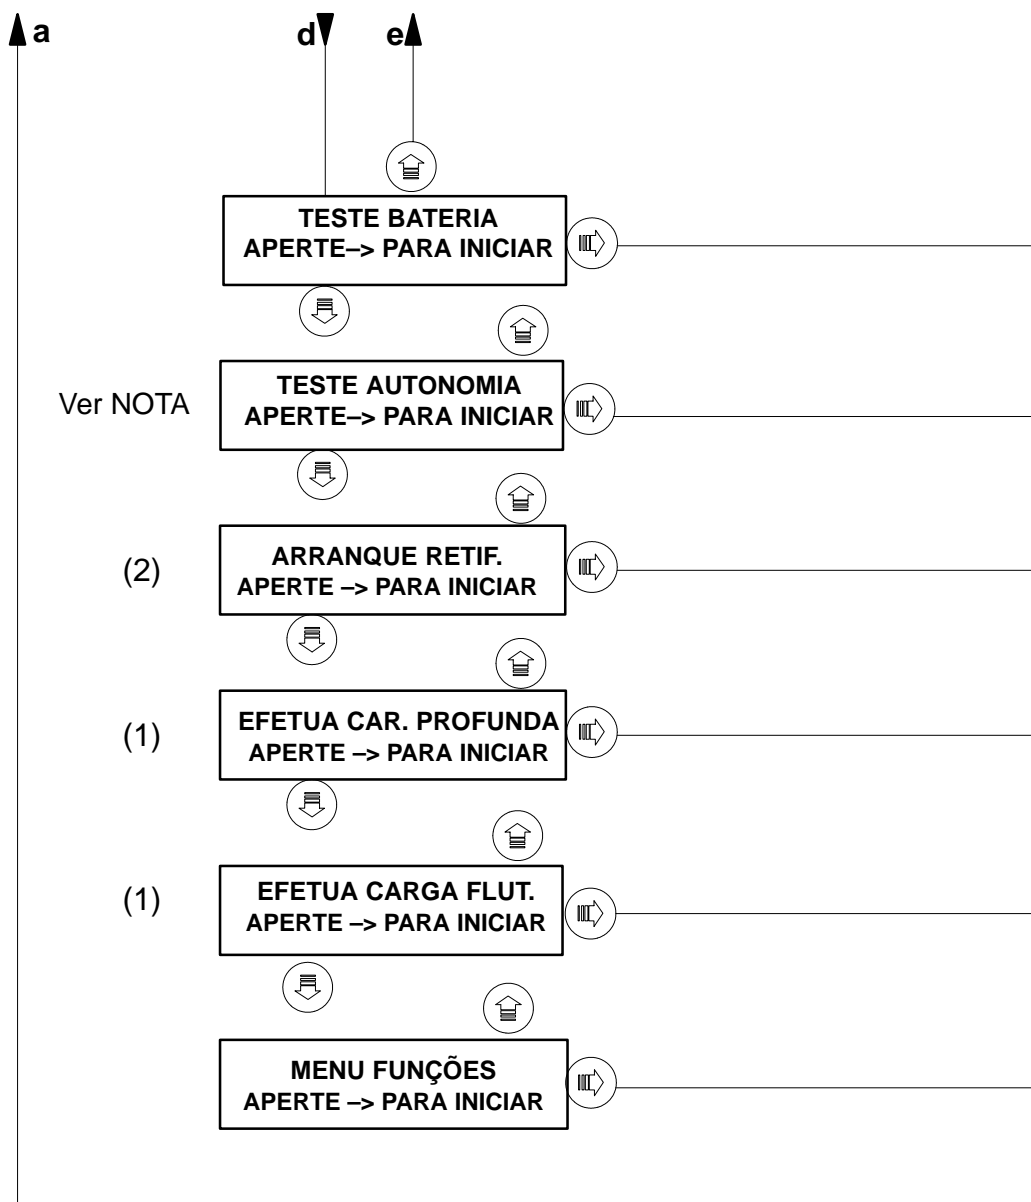 a d e
TESTE BATERIA
APERTE–> PARA INICIAR
Ver NOTA
TESTE AUTONOMIA
APERTE–> PARA INICIAR
(2)
ARRANQUE RETIF.
APERTE –> PARA INICIAR
(1)
EFETUA CAR. PROFUNDA
APERTE –> PARA INICIAR
(1)
EFETUA CARGA FLUT.
APERTE –> PARA INICIAR
MENU FUNÇÕES
APERTE –> PARA INICIAR